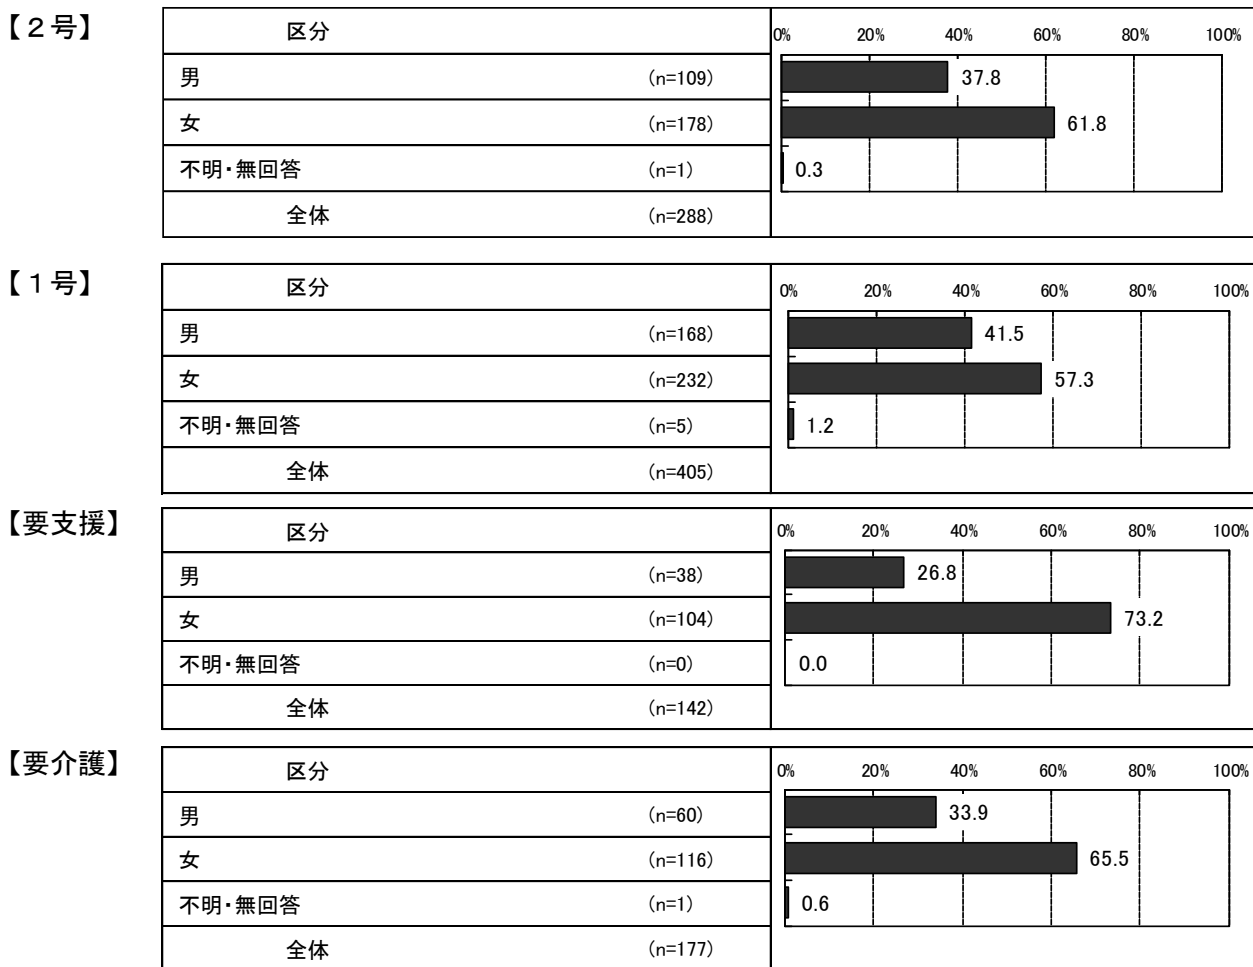 【２号】
区分
0% 20% 40% 60% 80% 100%
男 (n=109) 37.8
女 (n=178) 61.8
不明・無回答 (n=1) 0.3
全体 (n=288)
【１号】
区分
0% 20% 40% 60% 80% 100%
男 (n=168) 41.5
女 (n=232) 57.3
不明・無回答 (n=5) 1.2
全体 (n=405)
【要支援】
区分
0% 20% 40% 60% 80% 100%
男 (n=38) 26.8
女 (n=104) 73.2
不明・無回答 (n=0) 0.0
全体 (n=142)
【要介護】
区分
0% 20% 40% 60% 80% 100%
男 (n=60) 33.9
女 (n=116) 65.5
不明・無回答 (n=1) 0.6
全体 (n=177)